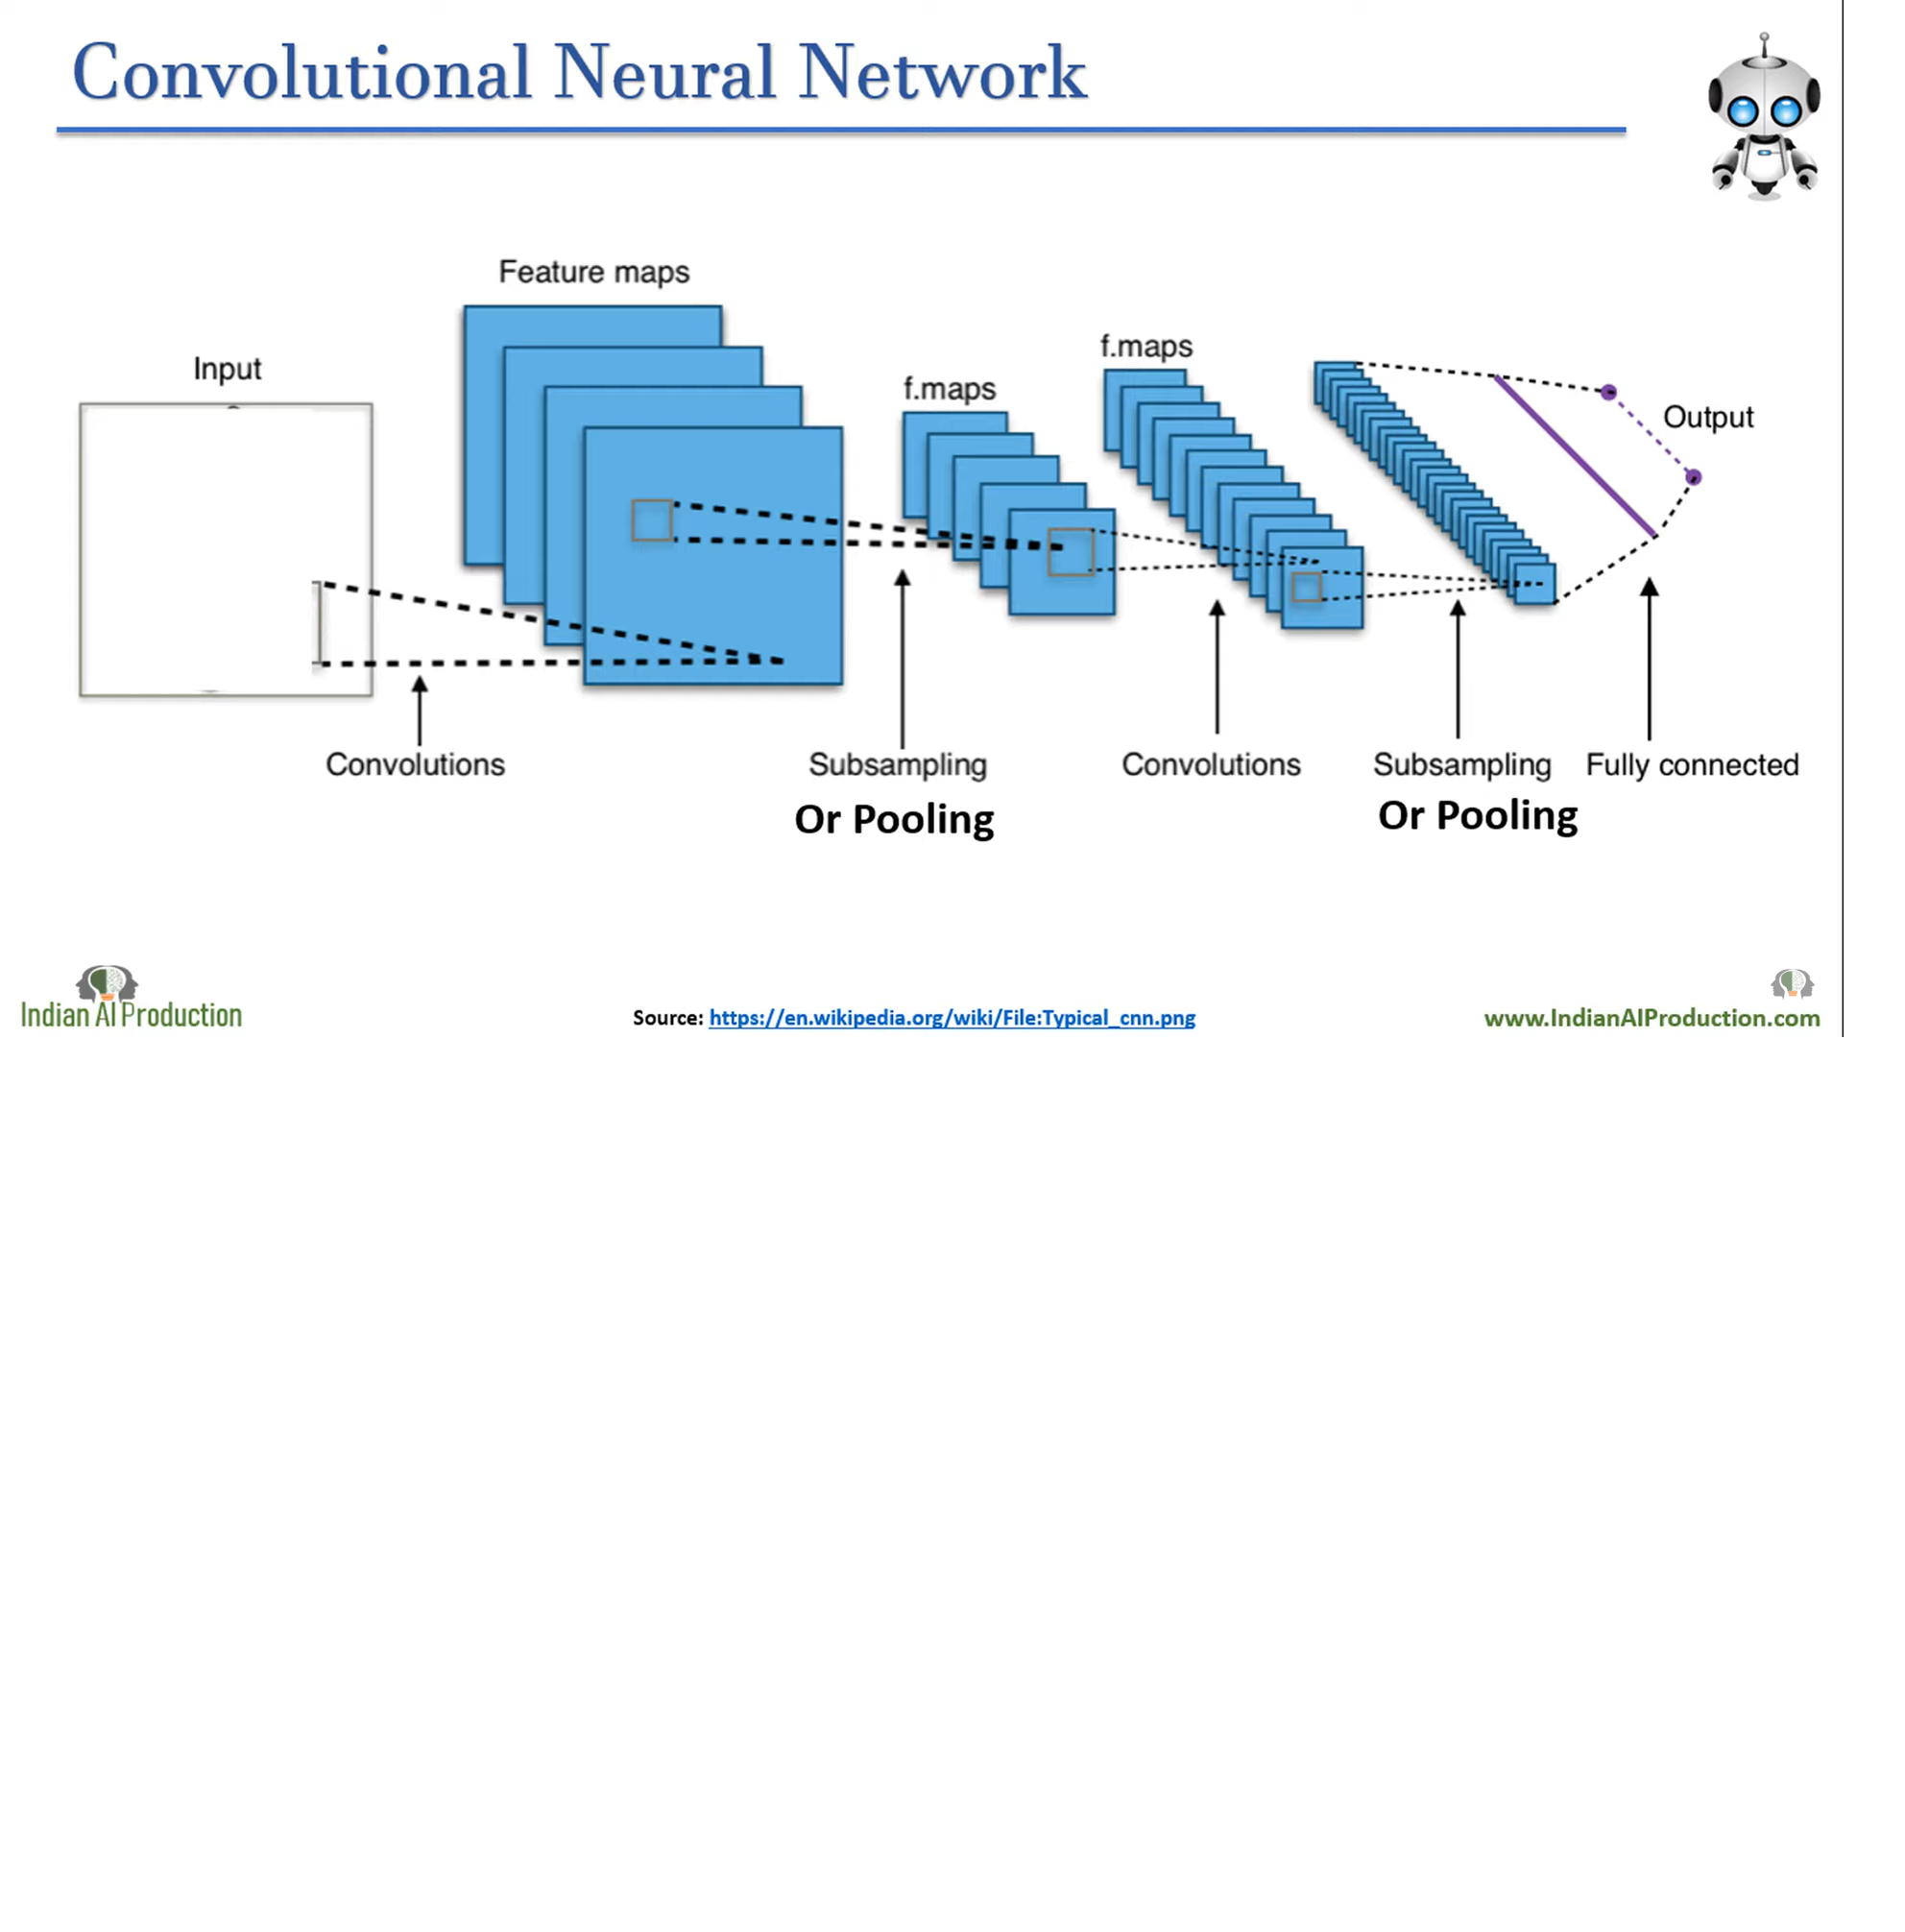 Convolutional Neural Network
Feature maps
Input
f.maps
f.maps
Output
Convolutions
Subsampling
Or Pooling
Convolutions
Subsampling
Or Pooling
Fully connected
Indian AI Production
Source: https://en.wikipedia.org/wiki/File:Typical_cnn.png
www.IndianAIProduction.com